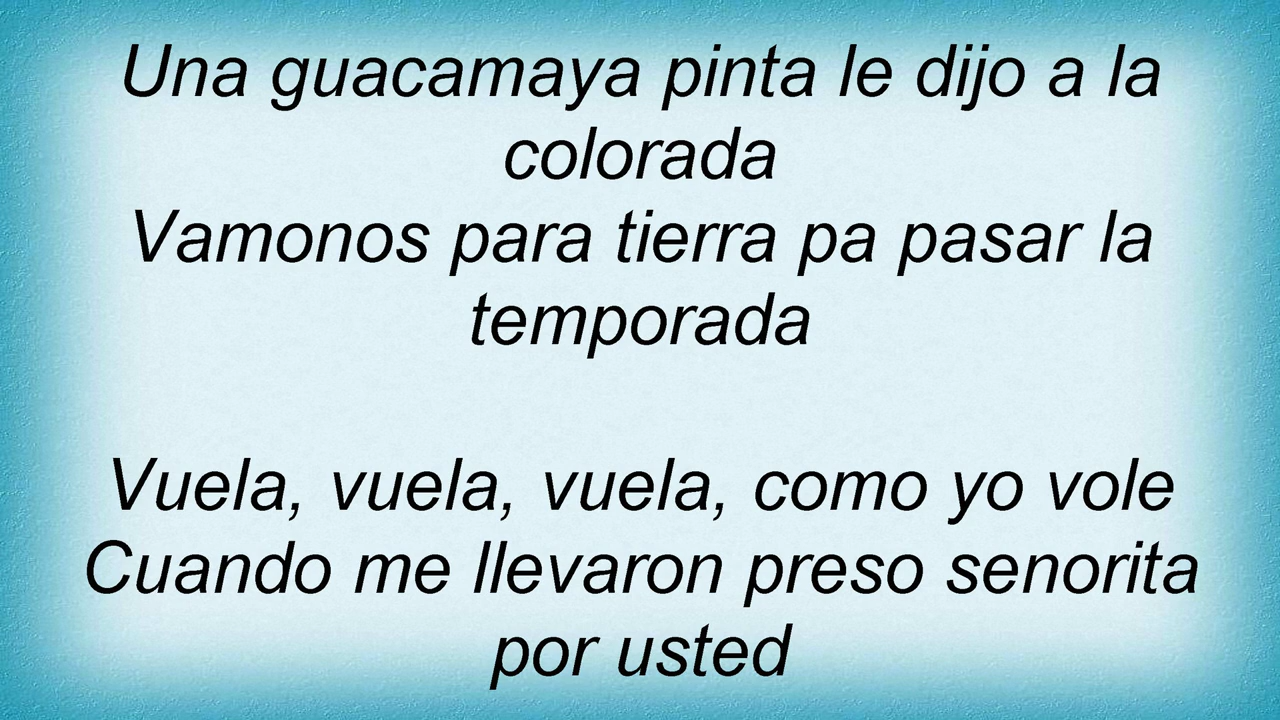 Una guacamaya pinta le dijo a la
colorada
Vamonos para tierra pa pasar la
temporada
Vuela, vuela, vuela, como yo vole
Cuando me llevaron preso senorita
por usted